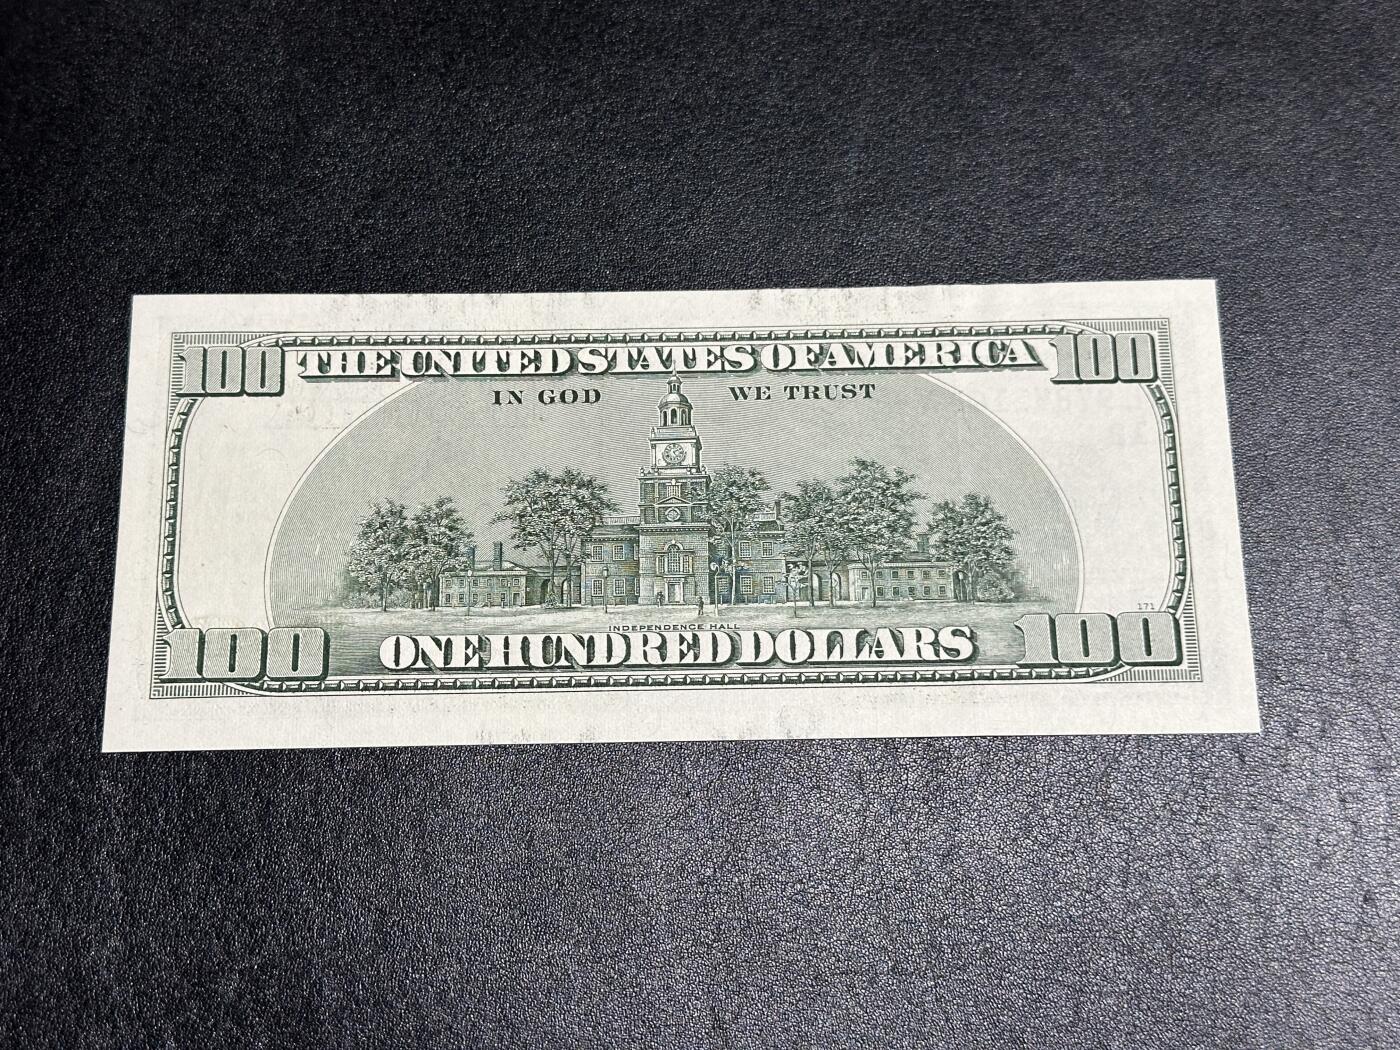 100 THE UNITED STATES OF AMERICA 100
IN GOD WE TRUST
171
INDEPENDENCE HALL
100 ONE HUNDRED DOLLARS 100